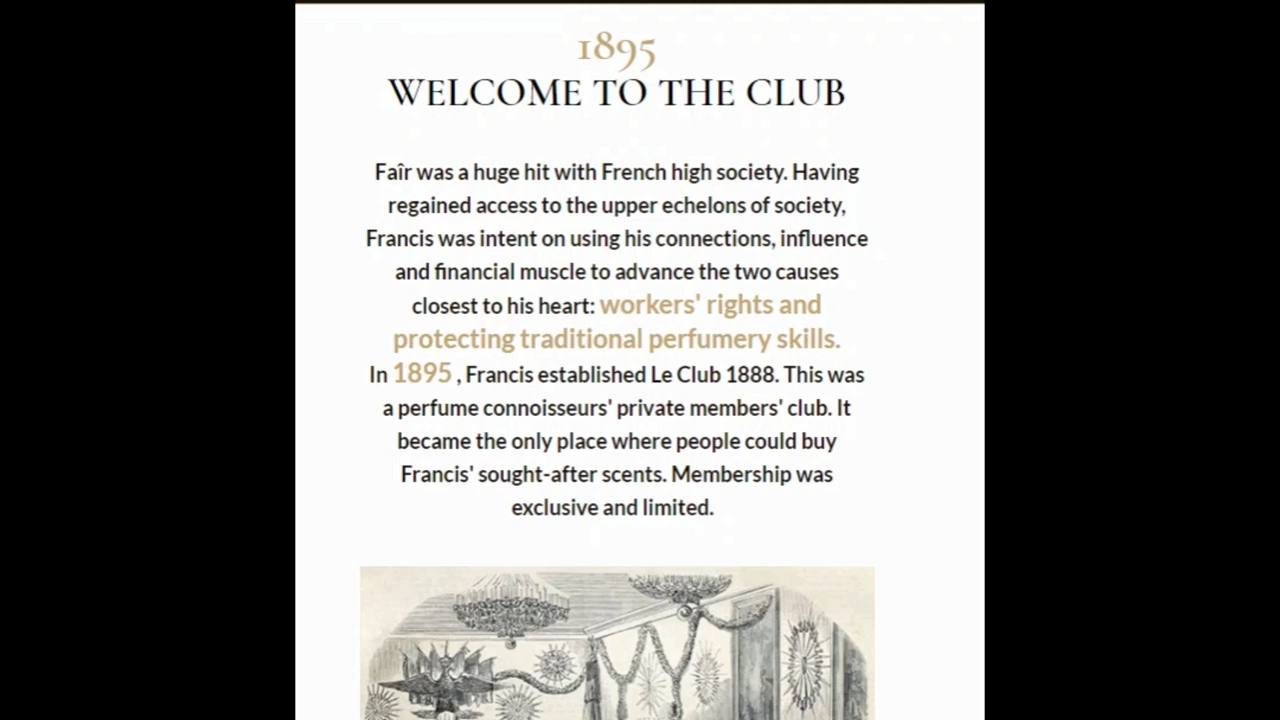 1895
WELCOME TO THE CLUB
Faîr was a huge hit with French high society. Having
regained access to the upper echelons of society,
Francis was intent on using his connections, influence
and financial muscle to advance the two causes
closest to his heart: workers' rights and
protecting traditional perfumery skills.
In 1895 , Francis established Le Club 1888. This was
a perfume connoisseurs' private members' club. It
became the only place where people could buy
Francis' sought-after scents. Membership was
exclusive and limited.